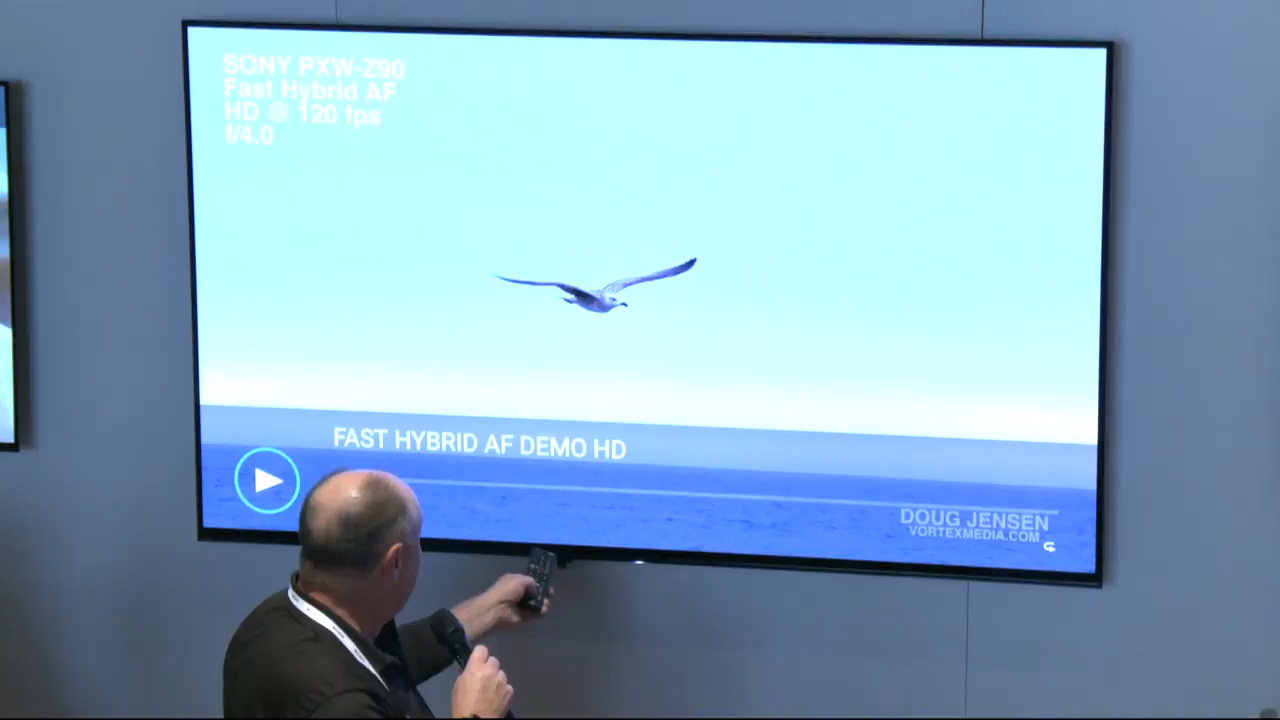 SONY PXW-Z90
Fast Hybrid AF
HD @ 120 fps
f/4.0
FAST HYBRID AF DEMO HD
DOUG JENSEN
VORTEXMEDIA.COM